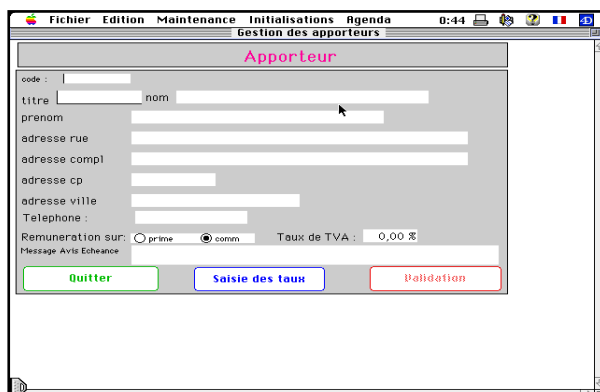 Fichier Edition Maintenance Initialisations Agenda 0:44
Gestion des apporteurs
Apporteur
code :
titre nom
prenom
adresse rue
adresse compl
adresse cp
adresse ville
Telephone :
Remuneration sur: prime comm Taux de TVA : 0,00 %
Message Avis Echeance
Quitter Saisie des taux Validation